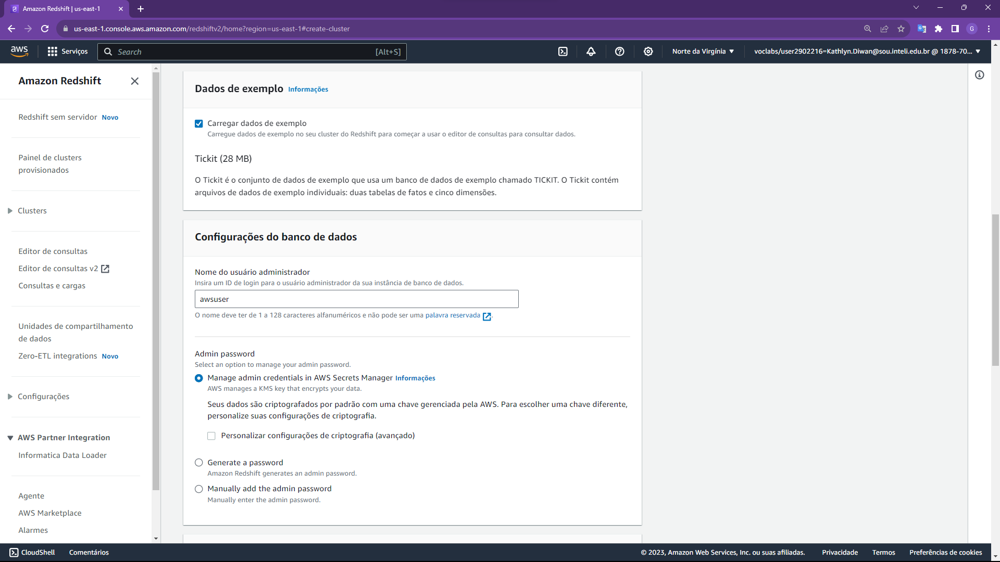 Amazon Redshift | us-east-1
us-east-1.console.aws.amazon.com/redshiftv2/home?region=us-east-1#create-cluster
G
aws
Serviços
Search
[Alt+S]
Norte da Virgínia
voclabs/user2902216=Kathlyn.Diwan@sou.inteli.edu.br @ 1878-70...
Amazon Redshift
Redshift sem servidor Novo
Painel de clusters
provisionados
Clusters
Editor de consultas
Editor de consultas v2
Consultas e cargas
Unidades de compartilhamento
de dados
Zero-ETL integrations Novo
Configurações
AWS Partner Integration
Informatica Data Loader
Agente
AWS Marketplace
Alarmes
Dados de exemplo Informações
Carregar dados de exemplo
Carregue dados de exemplo no seu cluster do Redshift para começar a usar o editor de consultas para consultar dados.
Tickit (28 MB)
O Tickit é o conjunto de dados de exemplo que usa um banco de dados de exemplo chamado TICKIT. O Tickit contém
arquivos de dados de exemplo individuais: duas tabelas de fatos e cinco dimensões.
Configurações do banco de dados
Nome do usuário administrador
Insira um ID de login para o usuário administrador da sua instância de banco de dados.
awsuser
O nome deve ter de 1 a 128 caracteres alfanuméricos e não pode ser uma palavra reservada.
Admin password
Select an option to manage your admin password.
Manage admin credentials in AWS Secrets Manager Informações
AWS manages a KMS key that encrypts your data.
Seus dados são criptografados por padrão com uma chave gerenciada pela AWS. Para escolher uma chave diferente,
personalize suas configurações de criptografia.
Personalizar configurações de criptografia (avançado)
Generate a password
Amazon Redshift generates an admin password.
Manually add the admin password
Manually enter the admin password.
CloudShell
Comentários
© 2023, Amazon Web Services, Inc. ou suas afiliadas.
Privacidade
Termos
Preferências de cookies